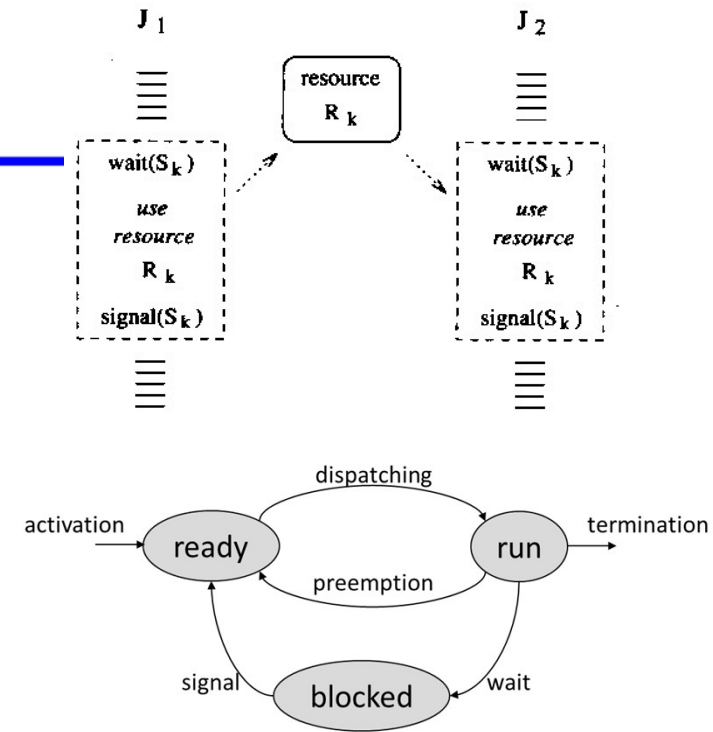 J 1
J 2
resource
R k
wait(S k )
use
resource
R k
signal(S k )
wait(S k )
use
resource
R k
signal(S k )
dispatching
activation
ready
run
termination
preemption
signal
blocked
wait